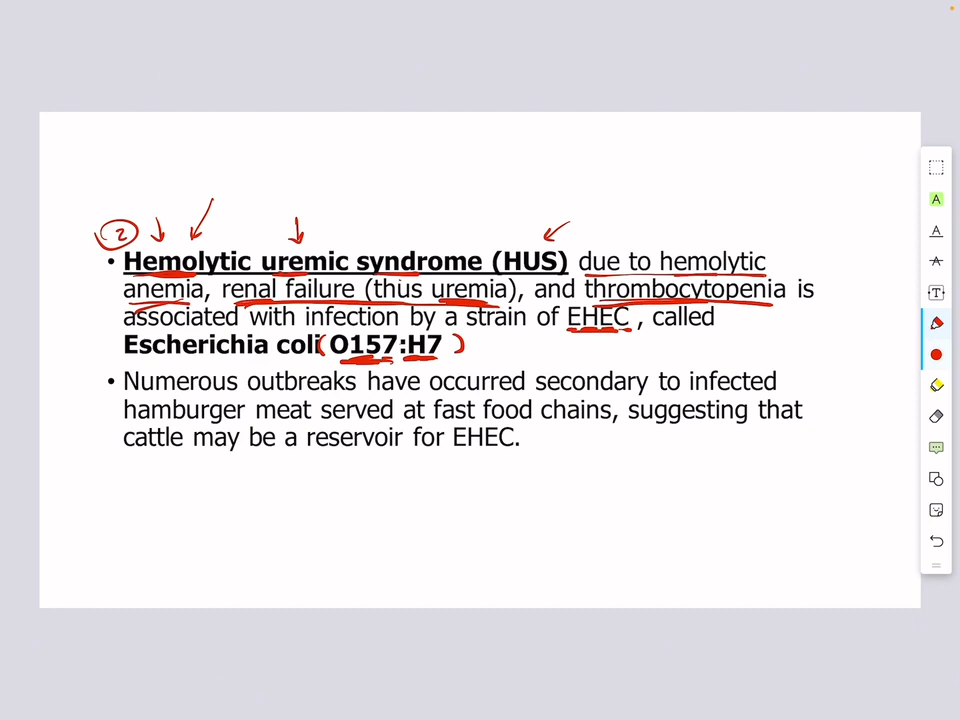 2
• Hemolytic uremic syndrome (HUS) due to hemolytic
anemia, renal failure (thus uremia), and thrombocytopenia is
associated with infection by a strain of EHEC , called
Escherichia coli( O157:H7 )
• Numerous outbreaks have occurred secondary to infected
hamburger meat served at fast food chains, suggesting that
cattle may be a reservoir for EHEC.
A
A
A
T